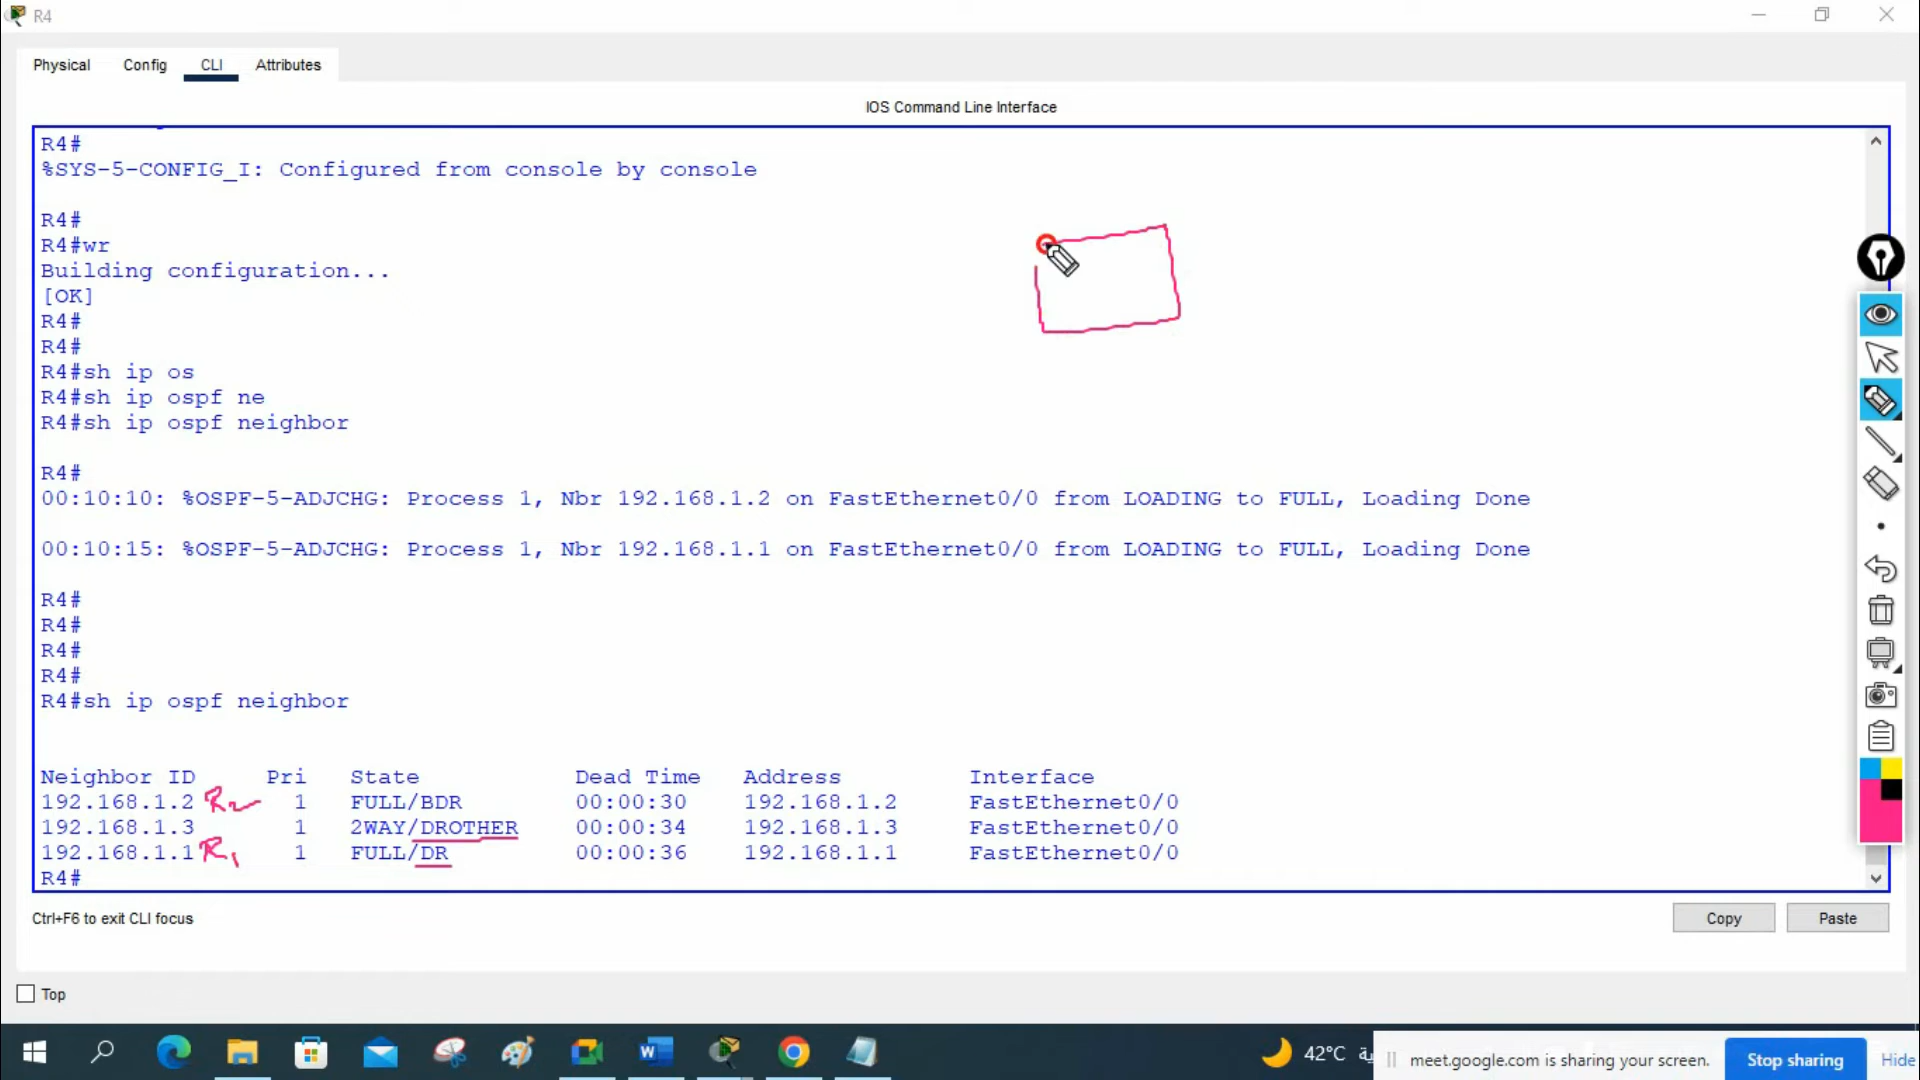 R4
Physical Config CLI Attributes
IOS Command Line Interface
R4#
%SYS-5-CONFIG_I: Configured from console by console
R4#
R4#wr
Building configuration...
[OK]
R4#
R4#
R4#sh ip os
R4#sh ip ospf ne
R4#sh ip ospf neighbor
R4#
00:10:10: %OSPF-5-ADJCHG: Process 1, Nbr 192.168.1.2 on FastEthernet0/0 from LOADING to FULL, Loading Done
00:10:15: %OSPF-5-ADJCHG: Process 1, Nbr 192.168.1.1 on FastEthernet0/0 from LOADING to FULL, Loading Done
R4#
R4#
R4#
R4#
R4#sh ip ospf neighbor
Neighbor ID Pri State Dead Time Address Interface
192.168.1.2 R2 1 FULL/BDR 00:00:30 192.168.1.2 FastEthernet0/0
192.168.1.3 1 2WAY/DROTHER 00:00:34 192.168.1.3 FastEthernet0/0
192.168.1.1 R1 1 FULL/DR 00:00:36 192.168.1.1 FastEthernet0/0
R4#
Ctrl+F6 to exit CLI focus
Copy Paste
Top
42°C
meet.google.com is sharing your screen. Stop sharing Hide